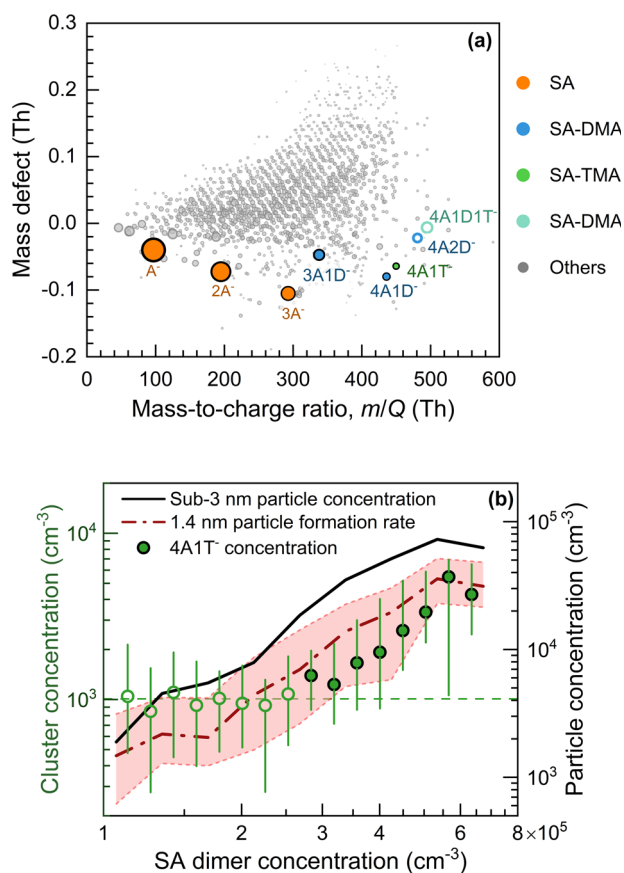 (a)
0.3
0.2
0.1
0.0
-0.1
-0.2
Mass defect (Th)
A⁻
2A⁻
3A⁻
3A1D⁻
4A1D⁻
4A1T⁻
4A2D⁻
4A1D1T⁻
0 100 200 300 400 500 600
Mass-to-charge ratio, m/Q (Th)
SA
SA-DMA
SA-TMA
SA-DMA
Others
(b)
Sub-3 nm particle concentration
1.4 nm particle formation rate
4A1T⁻ concentration
10⁴
10³
Cluster concentration (cm⁻³)
10⁵
10⁴
10³
Particle concentration (cm⁻³)
1 2 3 4 5 6 8×10⁵
SA dimer concentration (cm⁻³)